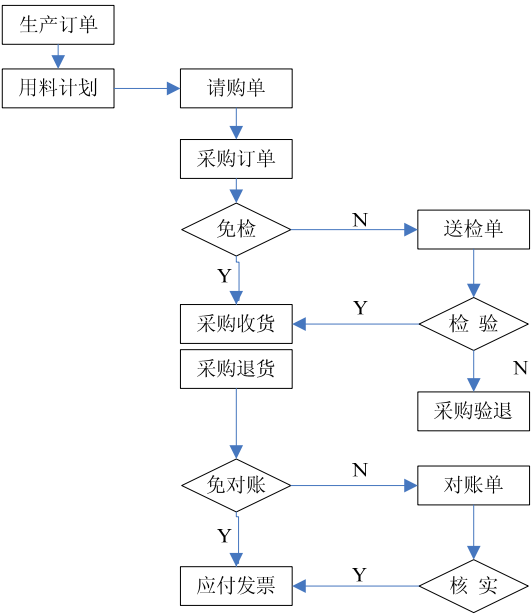 生产订单
用料计划
请购单
采购订单
免检
N
送检单
Y
采购收货
Y
检 验
采购退货
N
采购验退
免对账
N
对账单
Y
应付发票
Y
核 实